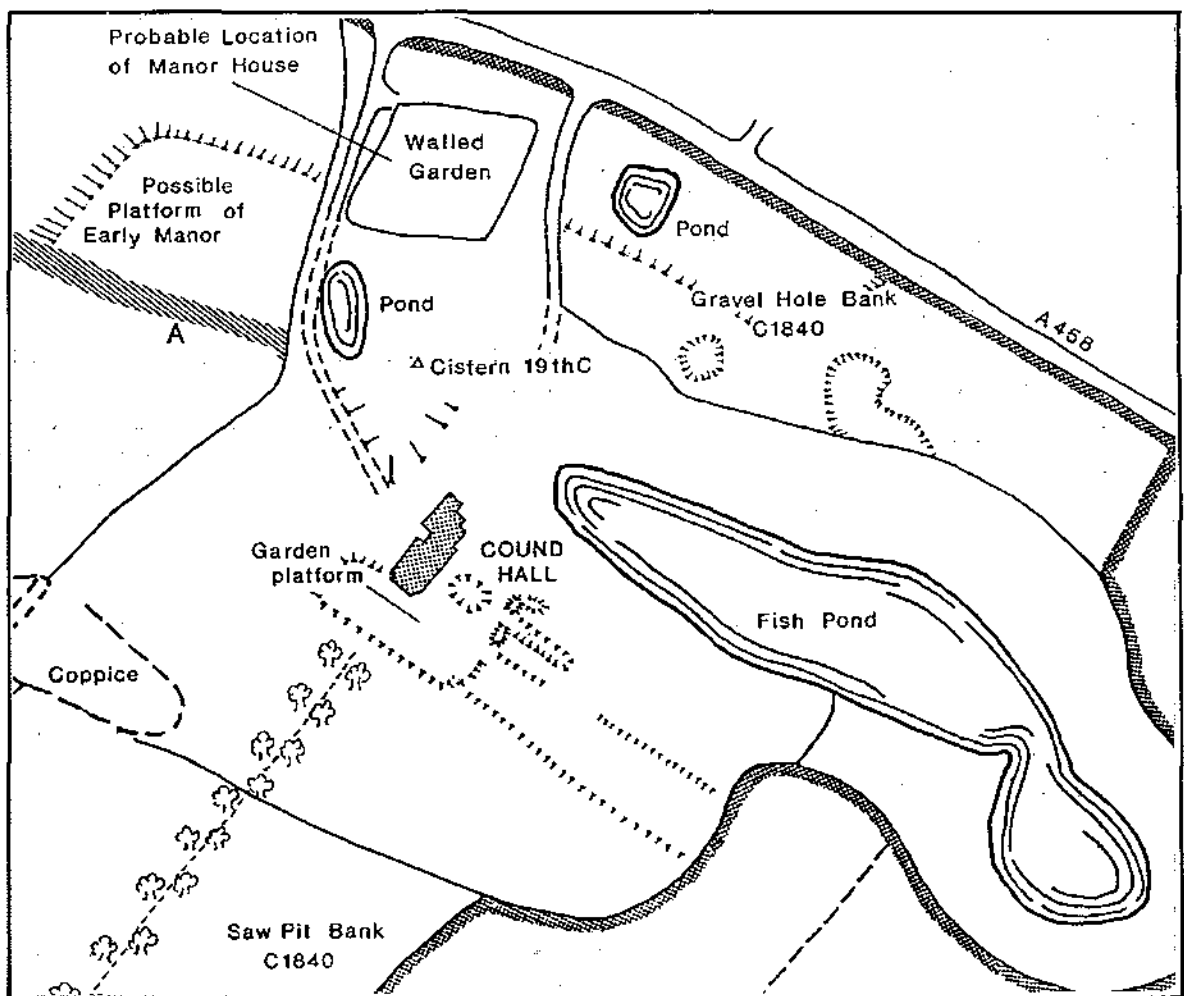 Probable Location
of Manor House
Walled
Garden
Possible
Platform of
Early Manor
Pond
Pond
Gravel Hole Bank
C1840
A458
A
Cistern 19thC
Garden
platform
COUND
HALL
Fish Pond
Coppice
Saw Pit Bank
C1840